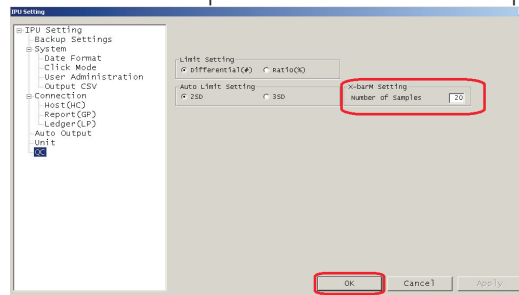 IPU Setting
IPU Setting
Backup Settings
System
Date Format
Click Mode
User Administration
Output CSV
Connection
Host(HC)
Report(GP)
Ledger(LP)
Auto Output
Unit
QC
Limit Setting
Differential(#) Ratio(%)
Auto Limit Setting
2SD 3SD
X-barM Setting
Number of Samples 20
OK Cancel Apply